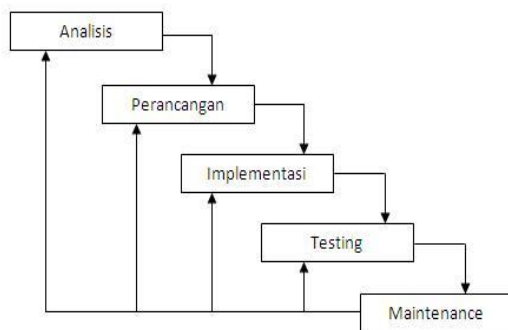 Analisis
Perancangan
Implementasi
Testing
Maintenance